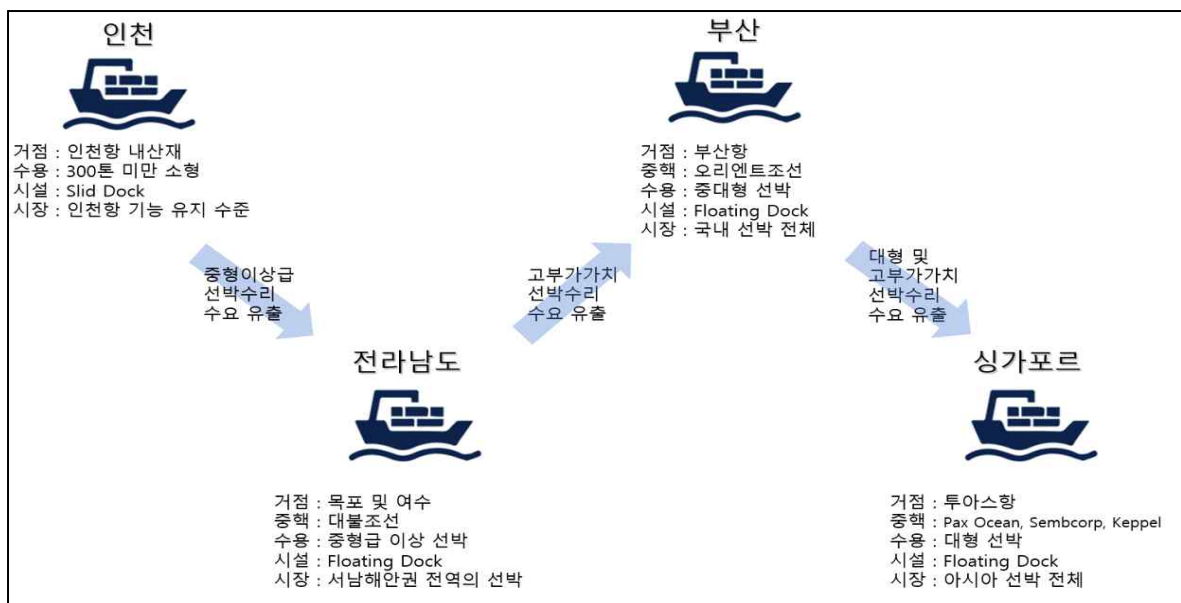 인천
거점 : 인천항 내산재
수용 : 300톤 미만 소형
시설 : Slid Dock
시장 : 인천항 기능 유지 수준
중형이상급
선박수리
수요 유출
전라남도
거점 : 목포 및 여수
중핵 : 대불조선
수용 : 중형급 이상 선박
시설 : Floating Dock
시장 : 서남해안권 전역의 선박
고부가가치
선박수리
수요 유출
부산
거점 : 부산항
중핵 : 오리엔트조선
수용 : 중대형 선박
시설 : Floating Dock
시장 : 국내 선박 전체
대형 및
고부가가치
선박수리
수요 유출
싱가포르
거점 : 투아스항
중핵 : Pax Ocean, Sembcorp, Keppel
수용 : 대형 선박
시설 : Floating Dock
시장 : 아시아 선박 전체